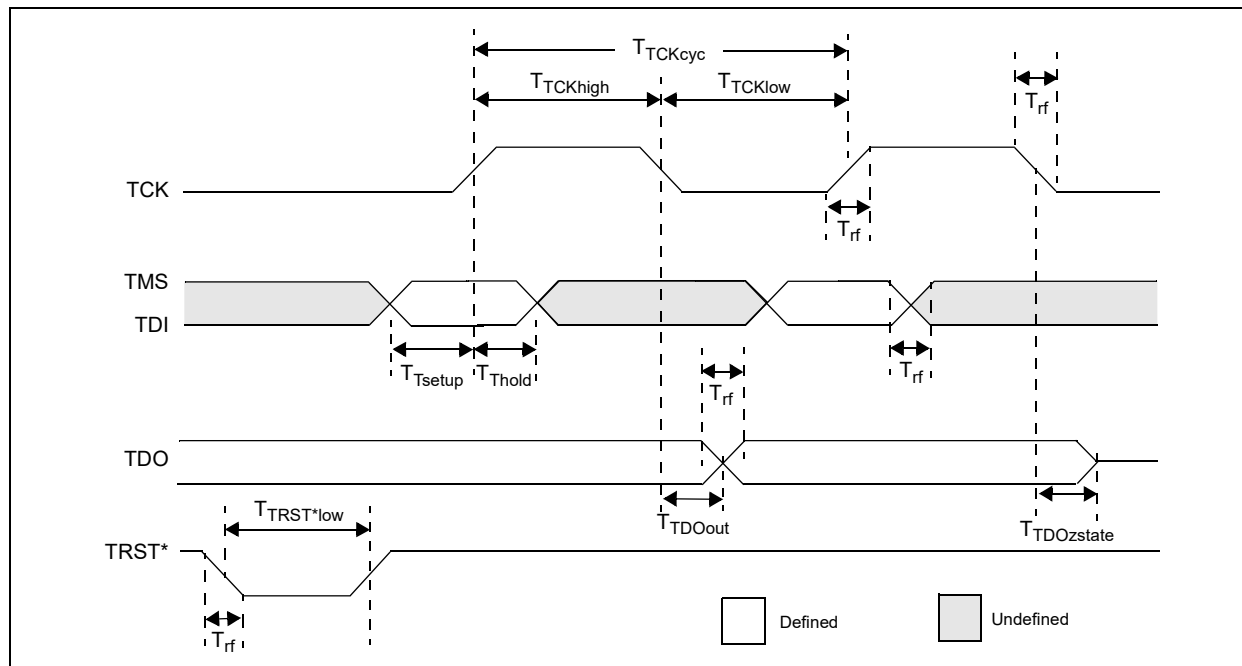 TTCKcyc
TTCKhigh
TTCKlow
Trf
TCK
Trf
TMS
TDI
TTsetup
TThold
Trf
Trf
TDO
TTDOout
TTDOzstate
TTRST*low
TRST*
Trf
Defined
Undefined